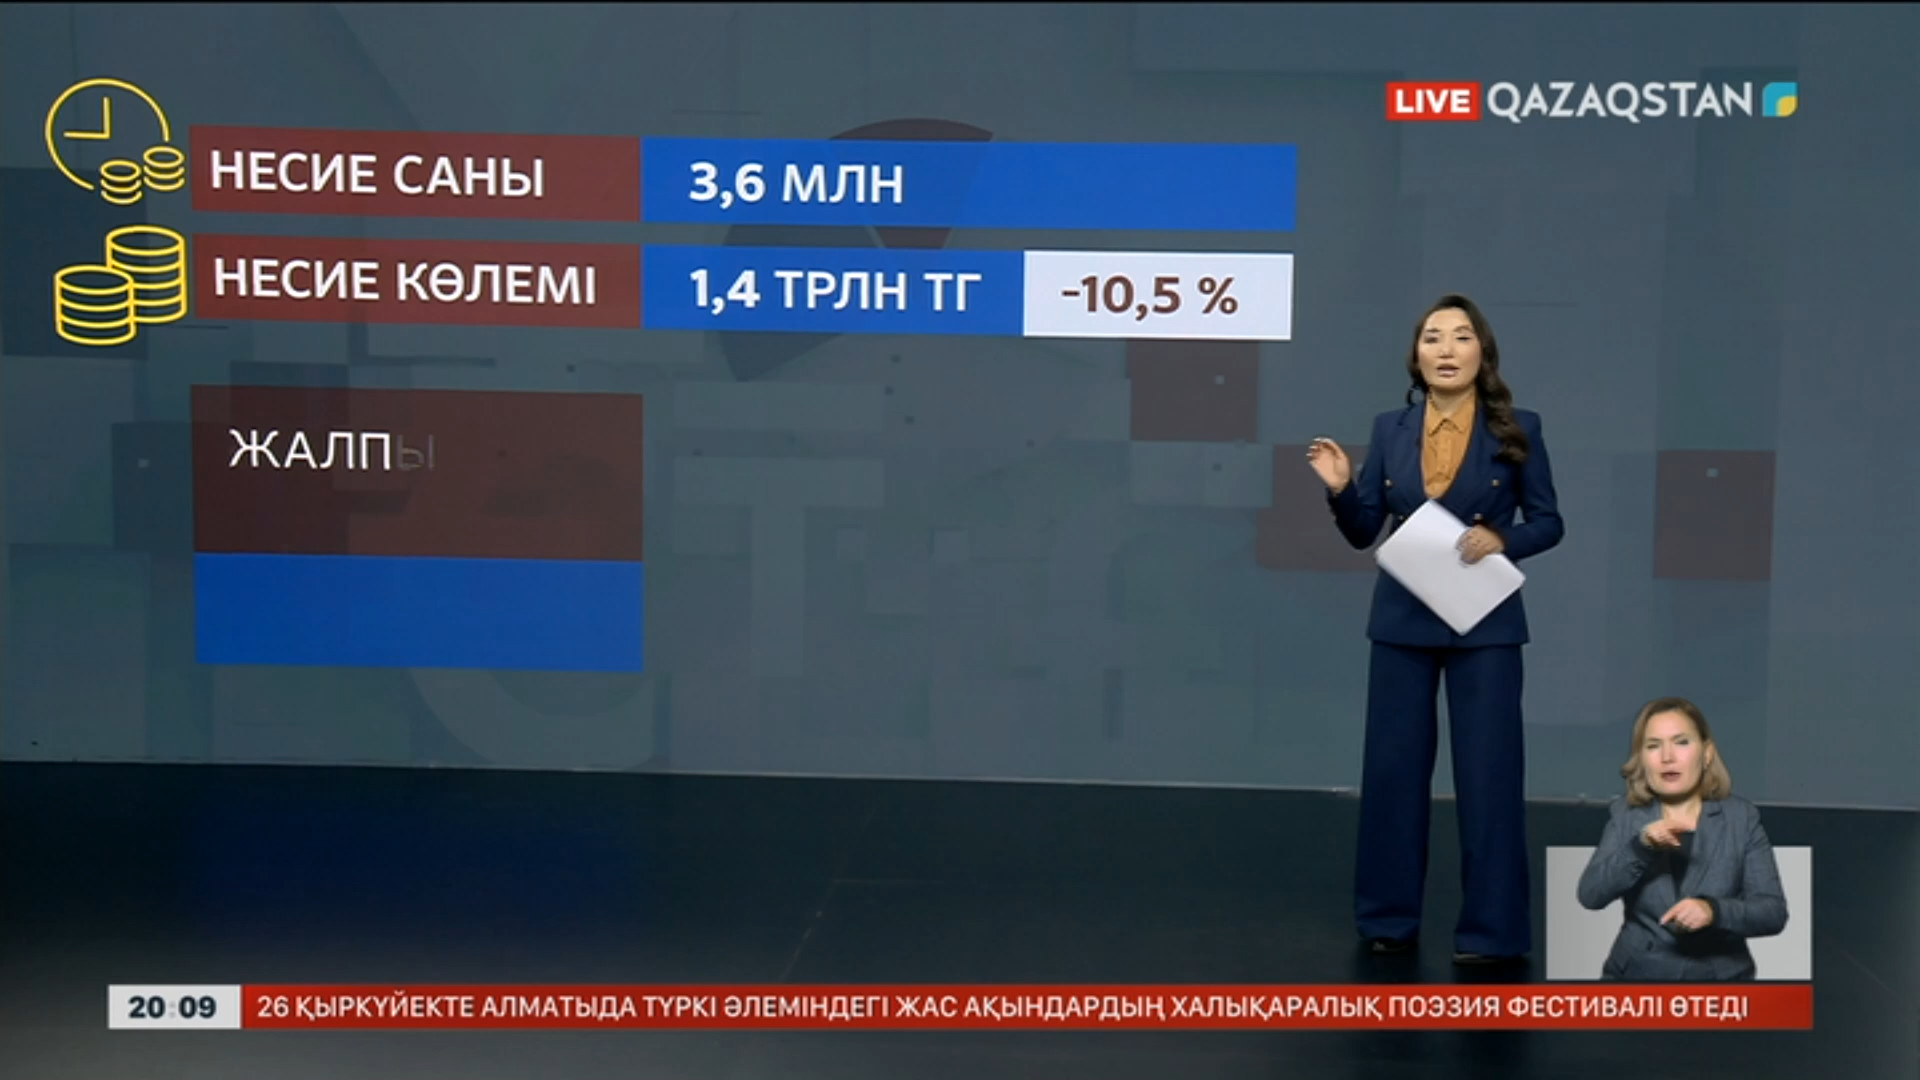 LIVE QAZAQSTAN
НЕСИЕ САНЫ 3,6 МЛН
НЕСИЕ КӨЛЕМІ 1,4 ТРЛН ТГ -10,5 %
ЖАЛПЫ
20:09 26 ҚЫРКҮЙЕКТЕ АЛМАТЫДА ТҮРКІ ӘЛЕМІНДЕГІ ЖАС АҚЫНДАРДЫҢ ХАЛЫҚАРАЛЫҚ ПОЭЗИЯ ФЕСТИВАЛІ ӨТЕДІ